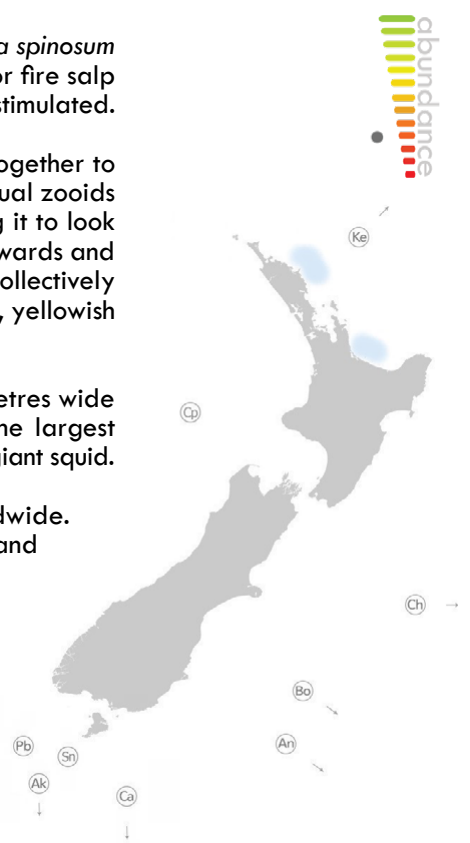 a spinosum
or fire salp
stimulated.
ogether to
ual zooids
g it to look
wards and
ollectively
, yellowish
etres wide
he largest
giant squid.
dwide.
and
abundance
Ke
Cp
Ch
Bo
An
Pb
Sn
Ak
Ca